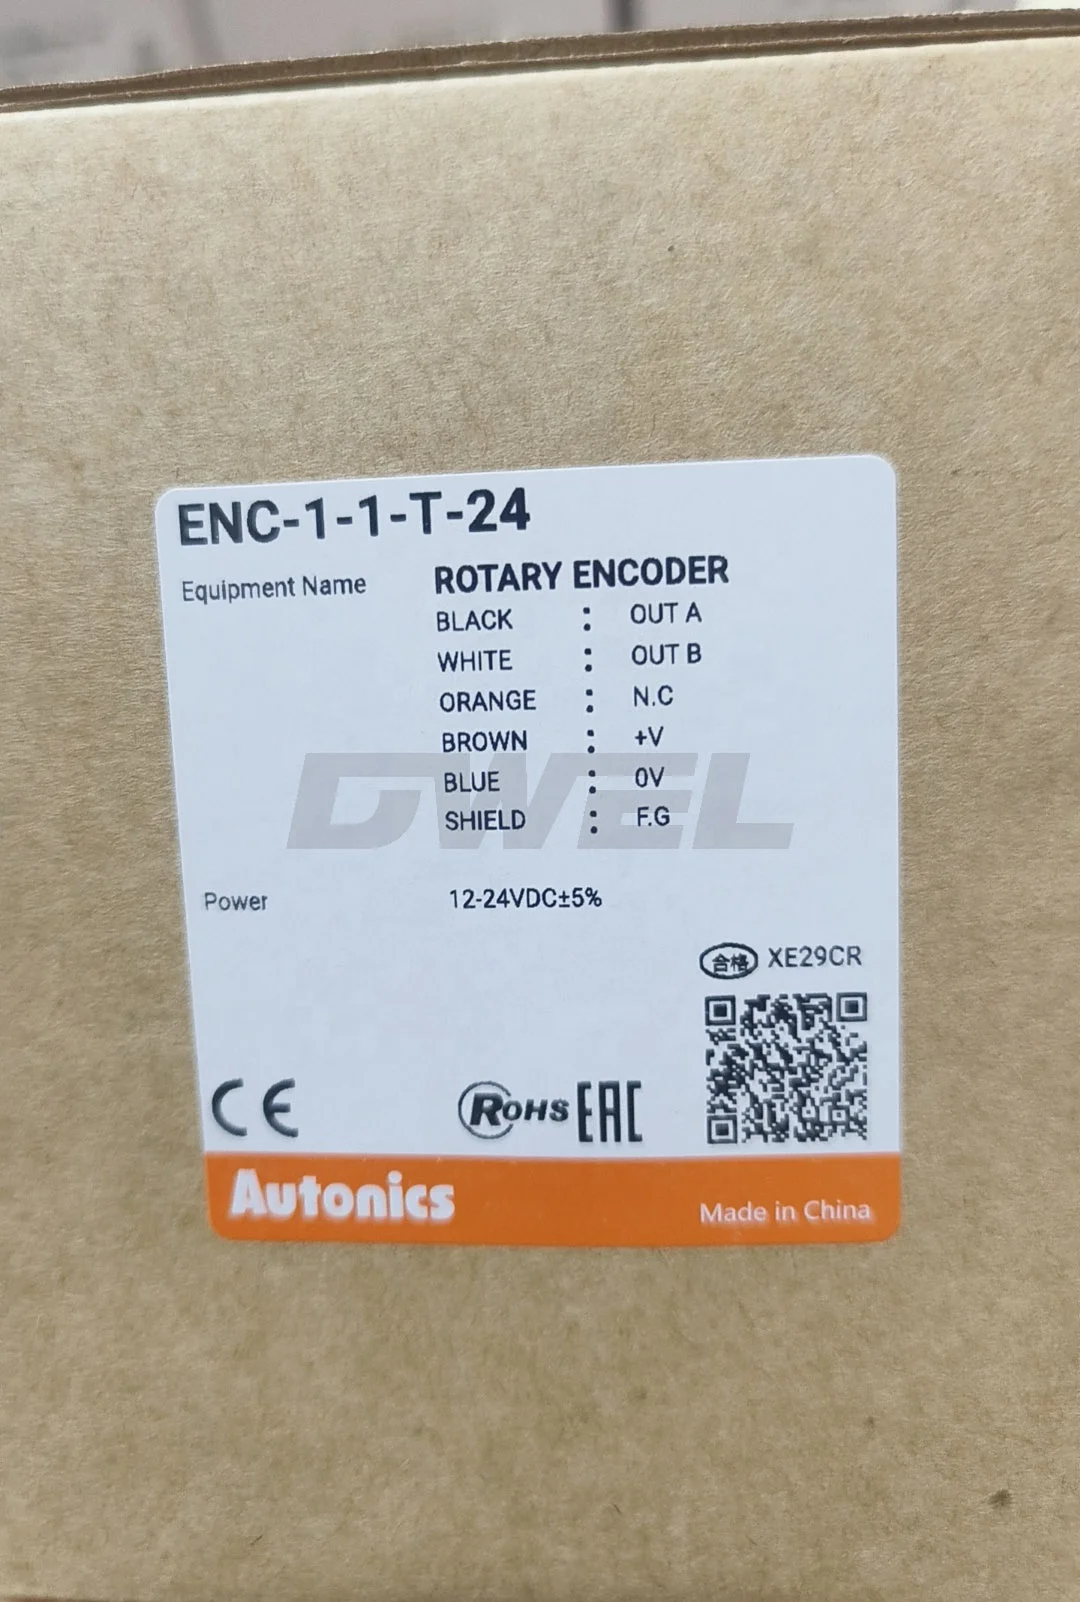 ENC-1-1-T-24
Equipment Name ROTARY ENCODER
BLACK : OUT A
WHITE : OUT B
ORANGE : N.C
BROWN : +V
BLUE : 0V
SHIELD : F.G
DWEL
Power 12-24VDC±5%
合格 XE29CR
CE RoHS EAC
Autonics Made in China